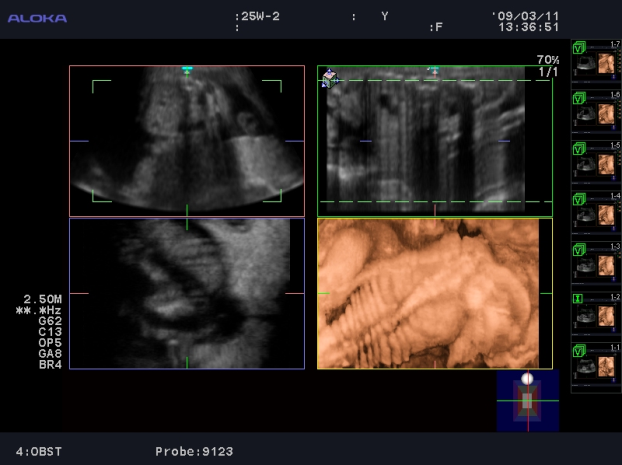 ALOKA
:25W-2 : Y '09/03/11
: :F 13:36:51
70%
1/1
1-7
1-6
1-5
1-4
1-3
1-2
1-1
2.50M
**.*Hz
G62
C13
OP5
GA8
BR4
4:OBST Probe:9123